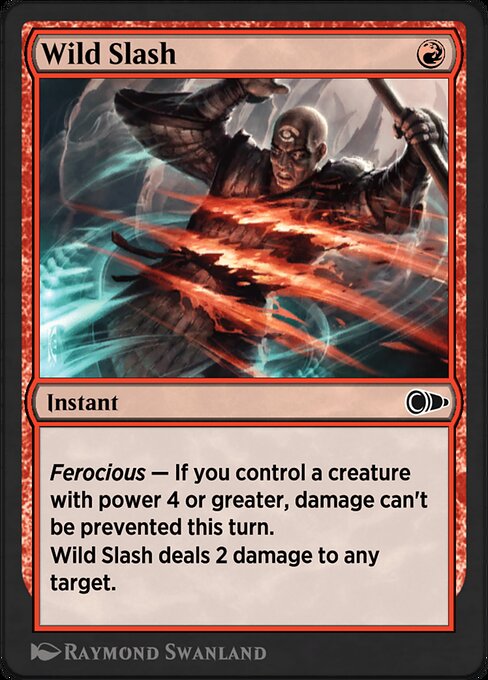 Wild Slash
Instant
Ferocious — If you control a creature
with power 4 or greater, damage can't
be prevented this turn.
Wild Slash deals 2 damage to any
target.
Raymond Swanland